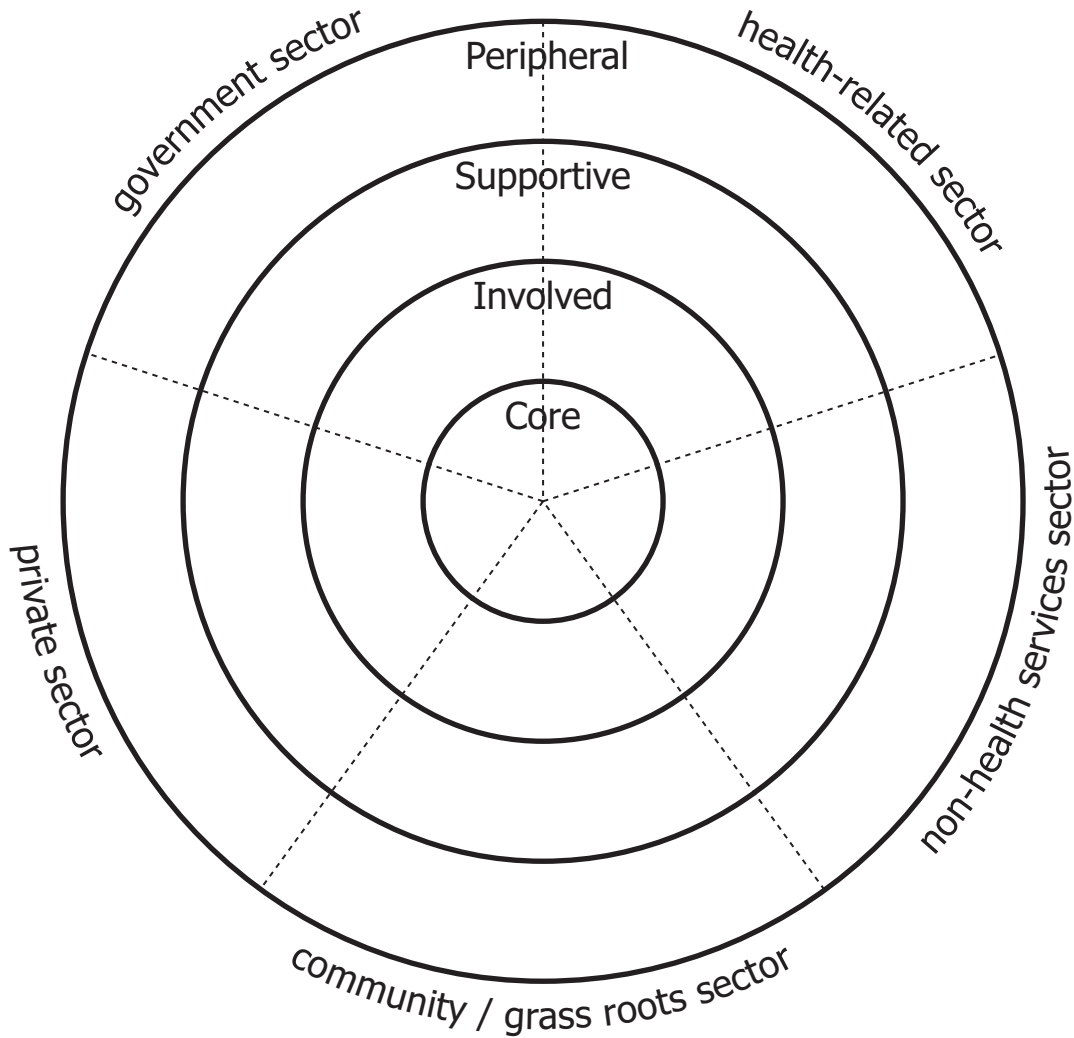 government sector
health-related sector
Peripheral
Supportive
Involved
Core
private sector
non-health services sector
community / grass roots sector